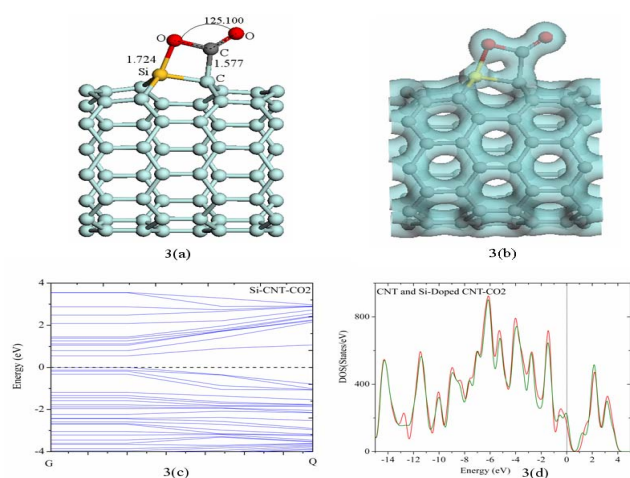 125.100
O
O
C
1.724
1.577
Si
C
3(a)
3(b)
Si-CNT-CO2
4
2
0
-2
-4
Energy (eV)
G
Q
3(c)
CNT and Si-Doped CNT-CO2
800
400
0
DOS(States/eV)
-14 -12 -10 -8 -6 -4 -2 0 2 4
Energy (eV)
3(d)